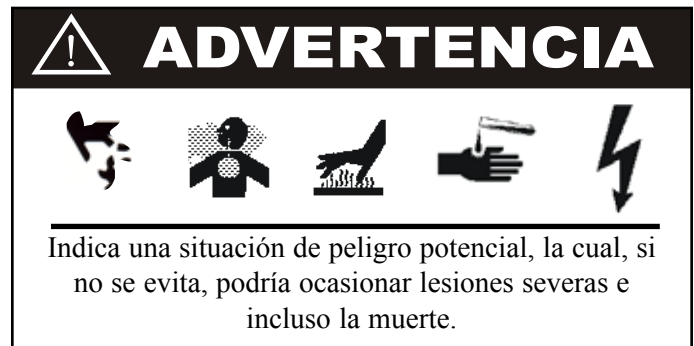 ADVERTENCIA
Indica una situación de peligro potencial, la cual, si
no se evita, podría ocasionar lesiones severas e
incluso la muerte.